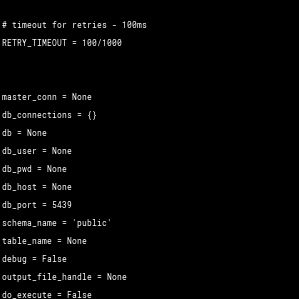 # timeout for retries - 100ms
RETRY_TIMEOUT = 100/1000
master_conn = None
db_connections = {}
db = None
db_user = None
db_pwd = None
db_host = None
db_port = 5439
schema_name = 'public'
table_name = None
debug = False
output_file_handle = None
do_execute = False